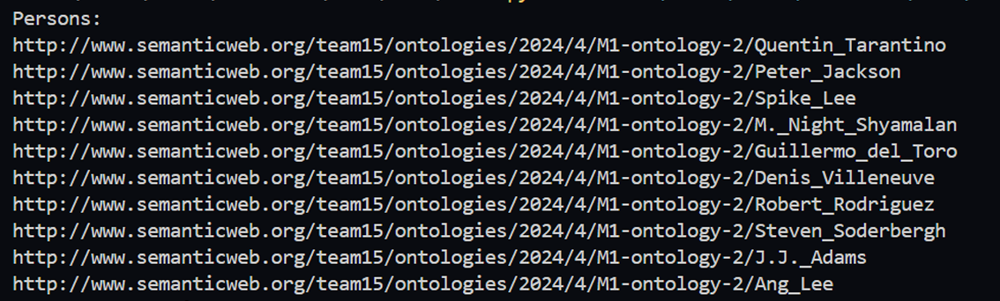 Persons:
http://www.semanticweb.org/team15/ontologies/2024/4/M1-ontology-2/Quentin_Tarantino
http://www.semanticweb.org/team15/ontologies/2024/4/M1-ontology-2/Peter_Jackson
http://www.semanticweb.org/team15/ontologies/2024/4/M1-ontology-2/Spike_Lee
http://www.semanticweb.org/team15/ontologies/2024/4/M1-ontology-2/M._Night_Shyamalan
http://www.semanticweb.org/team15/ontologies/2024/4/M1-ontology-2/Guillermo_del_Toro
http://www.semanticweb.org/team15/ontologies/2024/4/M1-ontology-2/Denis_Villeneuve
http://www.semanticweb.org/team15/ontologies/2024/4/M1-ontology-2/Robert_Rodriguez
http://www.semanticweb.org/team15/ontologies/2024/4/M1-ontology-2/Steven_Soderbergh
http://www.semanticweb.org/team15/ontologies/2024/4/M1-ontology-2/J.J._Adams
http://www.semanticweb.org/team15/ontologies/2024/4/M1-ontology-2/Ang_Lee